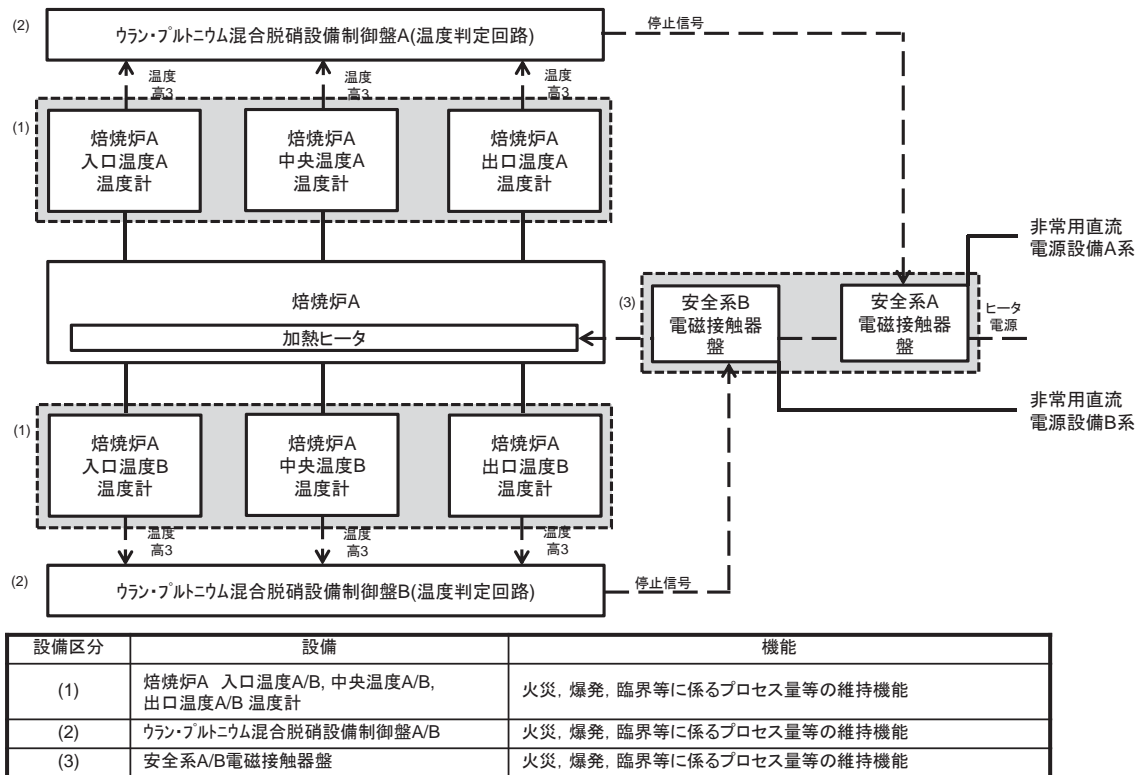 (2)
ウラン・プルトニウム混合脱硝設備制御盤A(温度判定回路)
停止信号
温度
高3
温度
高3
温度
高3
(1)
焙焼炉A
入口温度A
温度計
焙焼炉A
中央温度A
温度計
焙焼炉A
出口温度A
温度計
非常用直流
電源設備A系
焙焼炉A
加熱ヒータ
(3)
安全系B
電磁接触器
盤
安全系A
電磁接触器
盤
ヒータ
電源
非常用直流
電源設備B系
(1)
焙焼炉A
入口温度B
温度計
焙焼炉A
中央温度B
温度計
焙焼炉A
出口温度B
温度計
温度
高3
温度
高3
温度
高3
(2)
ウラン・プルトニウム混合脱硝設備制御盤B(温度判定回路)
停止信号
設備区分 設備 機能
(1) 焙焼炉A 入口温度A/B, 中央温度A/B, 火災, 爆発, 臨界等に係るプロセス量等の維持機能
出口温度A/B 温度計
(2) ウラン・プルトニウム混合脱硝設備制御盤A/B 火災, 爆発, 臨界等に係るプロセス量等の維持機能
(3) 安全系A/B電磁接触器盤 火災, 爆発, 臨界等に係るプロセス量等の維持機能